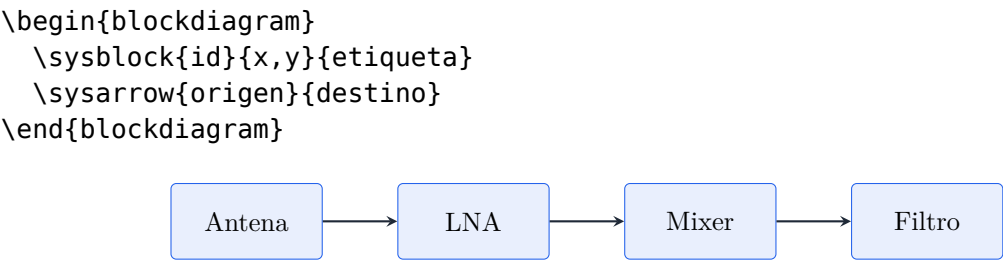 \begin{blockdiagram}
  \sysblock{id}{x,y}{etiqueta}
  \sysarrow{origen}{destino}
\end{blockdiagram}
Antena LNA Mixer Filtro